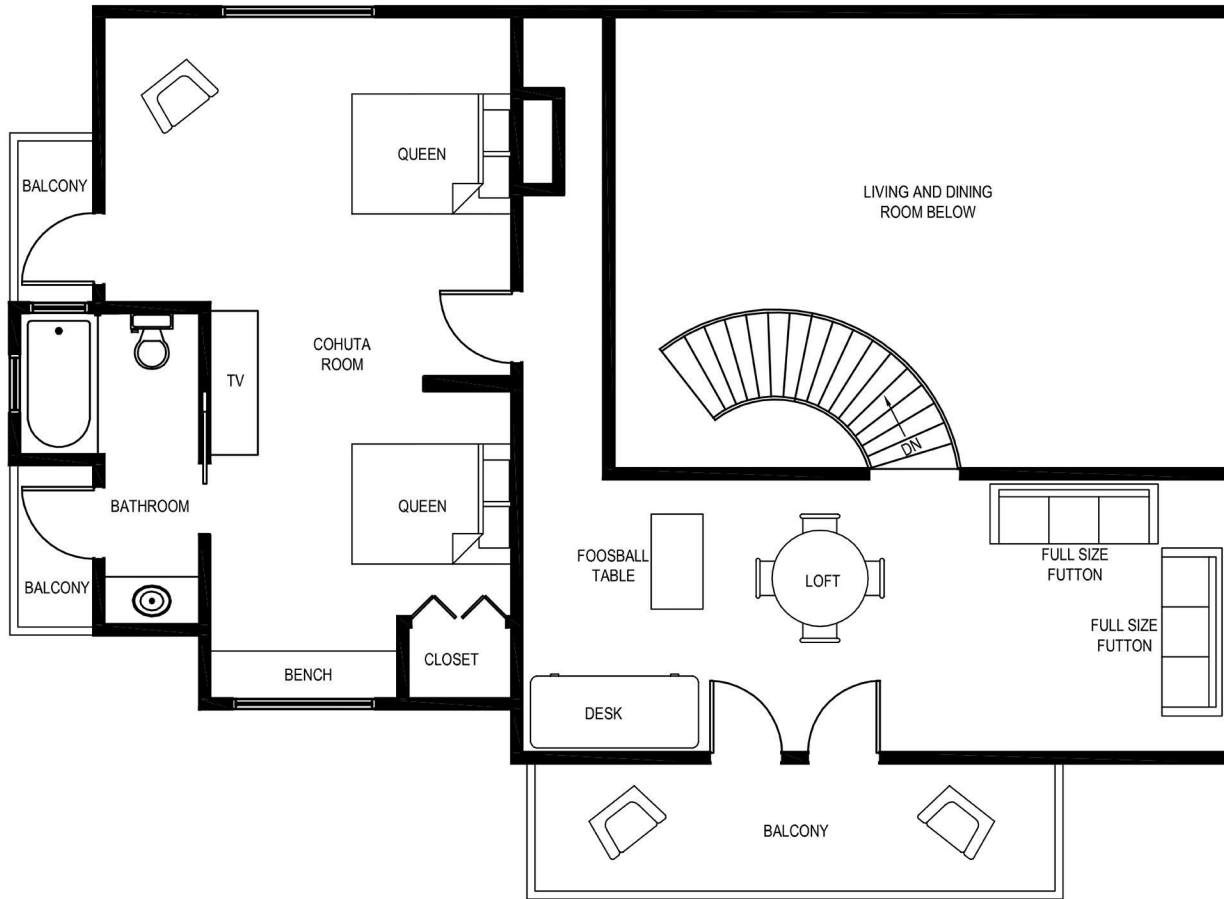 QUEEN
BALCONY
LIVING AND DINING
ROOM BELOW
COHUTA
ROOM
TV
DN
BATHROOM
QUEEN
FOOSBALL
TABLE
LOFT
FULL SIZE
FUTTON
BALCONY
FULL SIZE
FUTTON
CLOSET
BENCH
DESK
BALCONY